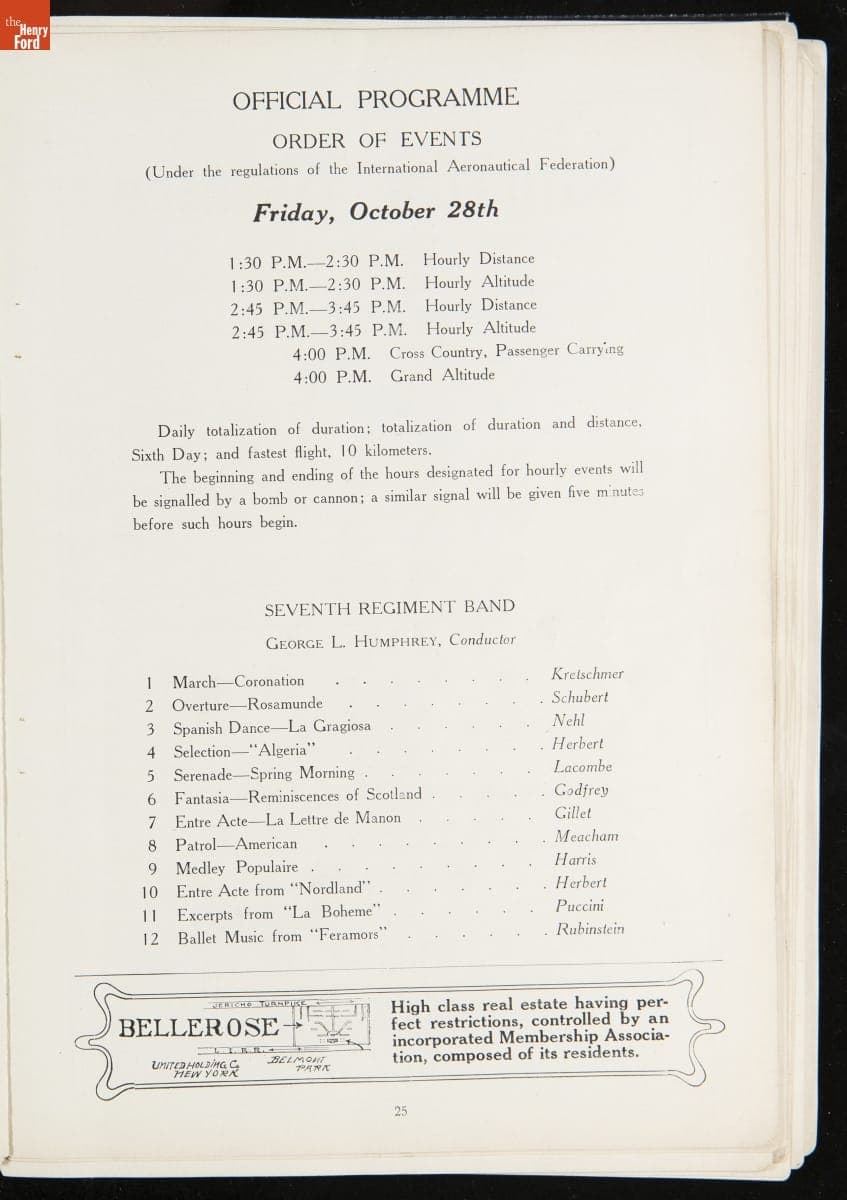 the
Henry
Ford
OFFICIAL PROGRAMME
ORDER OF EVENTS
(Under the regulations of the International Aeronautical Federation)
Friday, October 28th
1:30 P.M.—2:30 P.M. Hourly Distance
1:30 P.M.—2:30 P.M. Hourly Altitude
2:45 P.M.—3:45 P.M. Hourly Distance
2:45 P.M.—3:45 P.M. Hourly Altitude
4:00 P.M. Cross Country, Passenger Carrying
4:00 P.M. Grand Altitude
Daily totalization of duration; totalization of duration and distance,
Sixth Day; and fastest flight, 10 kilometers.
The beginning and ending of the hours designated for hourly events will
be signalled by a bomb or cannon; a similar signal will be given five minutes
before such hours begin.
SEVENTH REGIMENT BAND
GEORGE L. HUMPHREY, Conductor
1 March—Coronation . . . . . . . . Kretschmer
2 Overture—Rosamunde . . . . . . . . Schubert
3 Spanish Dance—La Gragiosa . . . . . . Nehl
4 Selection—"Algeria" . . . . . . . . Herbert
5 Serenade—Spring Morning . . . . . . . Lacombe
6 Fantasia—Reminiscences of Scotland . . . . . Godfrey
7 Entre Acte—La Lettre de Manon . . . . . Gillet
8 Patrol—American . . . . . . . . . Meacham
9 Medley Populaire . . . . . . . . . Harris
10 Entre Acte from "Nordland" . . . . . . . Herbert
11 Excerpts from "La Boheme" . . . . . . Puccini
12 Ballet Music from "Feramors" . . . . . . Rubinstein
JERICHO TURNPIKE
BELLEROSE
L.I.R.R.
UNITED HOLDING C.
NEW YORK
BELMONT
PARK
High class real estate having per-
fect restrictions, controlled by an
incorporated Membership Associa-
tion, composed of its residents.
25